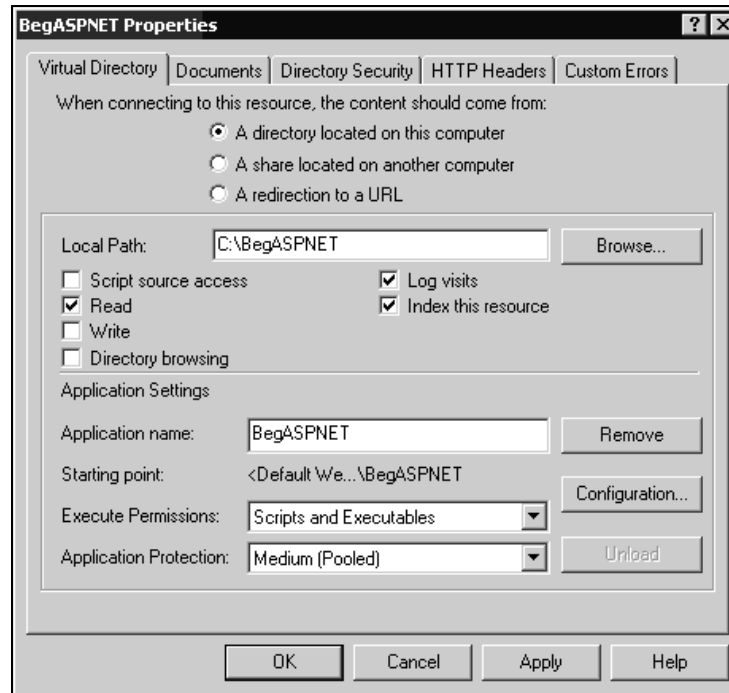 BegASPNET Properties
Virtual Directory Documents Directory Security HTTP Headers Custom Errors
When connecting to this resource, the content should come from:
A directory located on this computer
A share located on another computer
A redirection to a URL
Local Path: C:\BegASPNET Browse...
Script source access Log visits
Read Index this resource
Write
Directory browsing
Application Settings
Application name: BegASPNET Remove
Starting point: <Default We...\BegASPNET
Configuration...
Execute Permissions: Scripts and Executables
Application Protection: Medium (Pooled) Unload
OK Cancel Apply Help